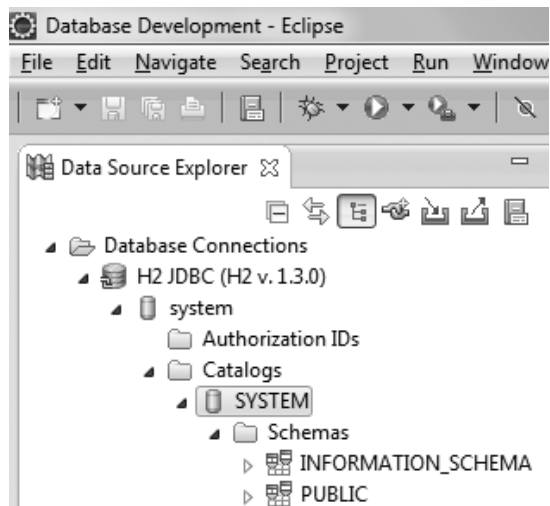 Database Development - Eclipse
File Edit Navigate Search Project Run Window
Data Source Explorer
Database Connections
H2 JDBC (H2 v. 1.3.0)
system
Authorization IDs
Catalogs
SYSTEM
Schemas
INFORMATION_SCHEMA
PUBLIC